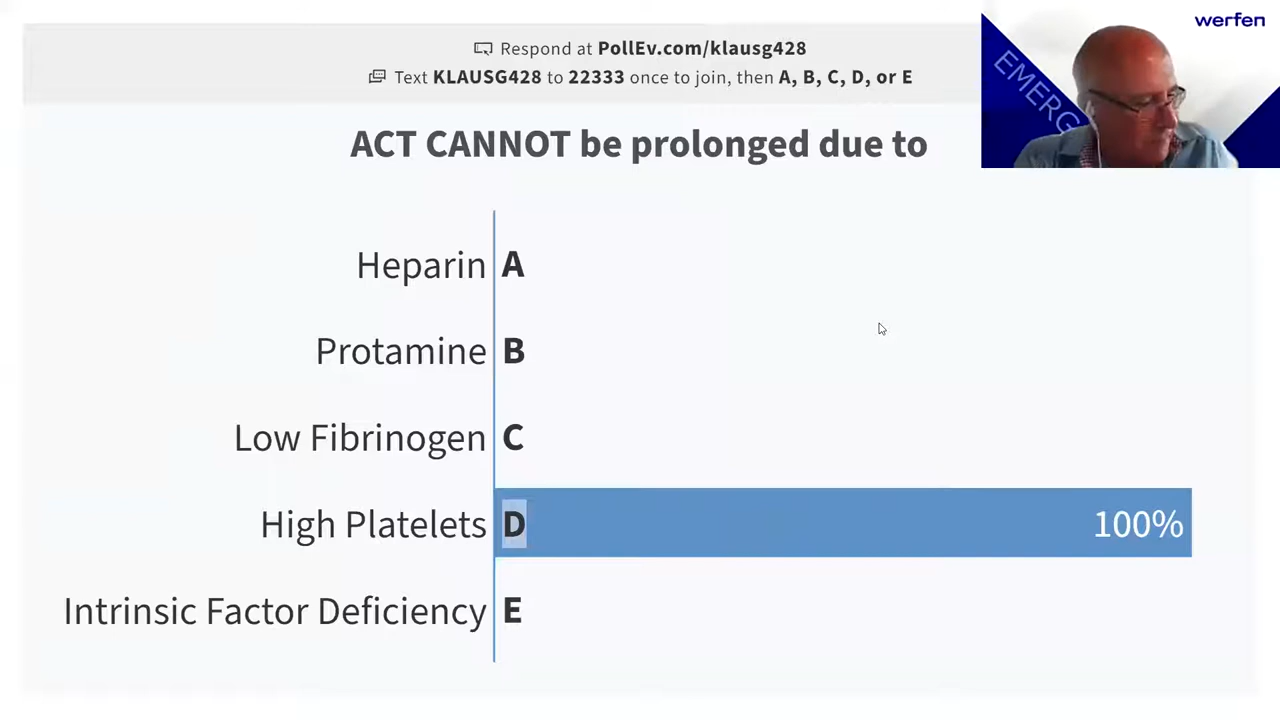 Respond at PollEv.com/klausg428
Text KLAUSG428 to 22333 once to join, then A, B, C, D, or E
werfen
EMERG
ACT CANNOT be prolonged due to
Heparin A
Protamine B
Low Fibrinogen C
High Platelets D 100%
Intrinsic Factor Deficiency E